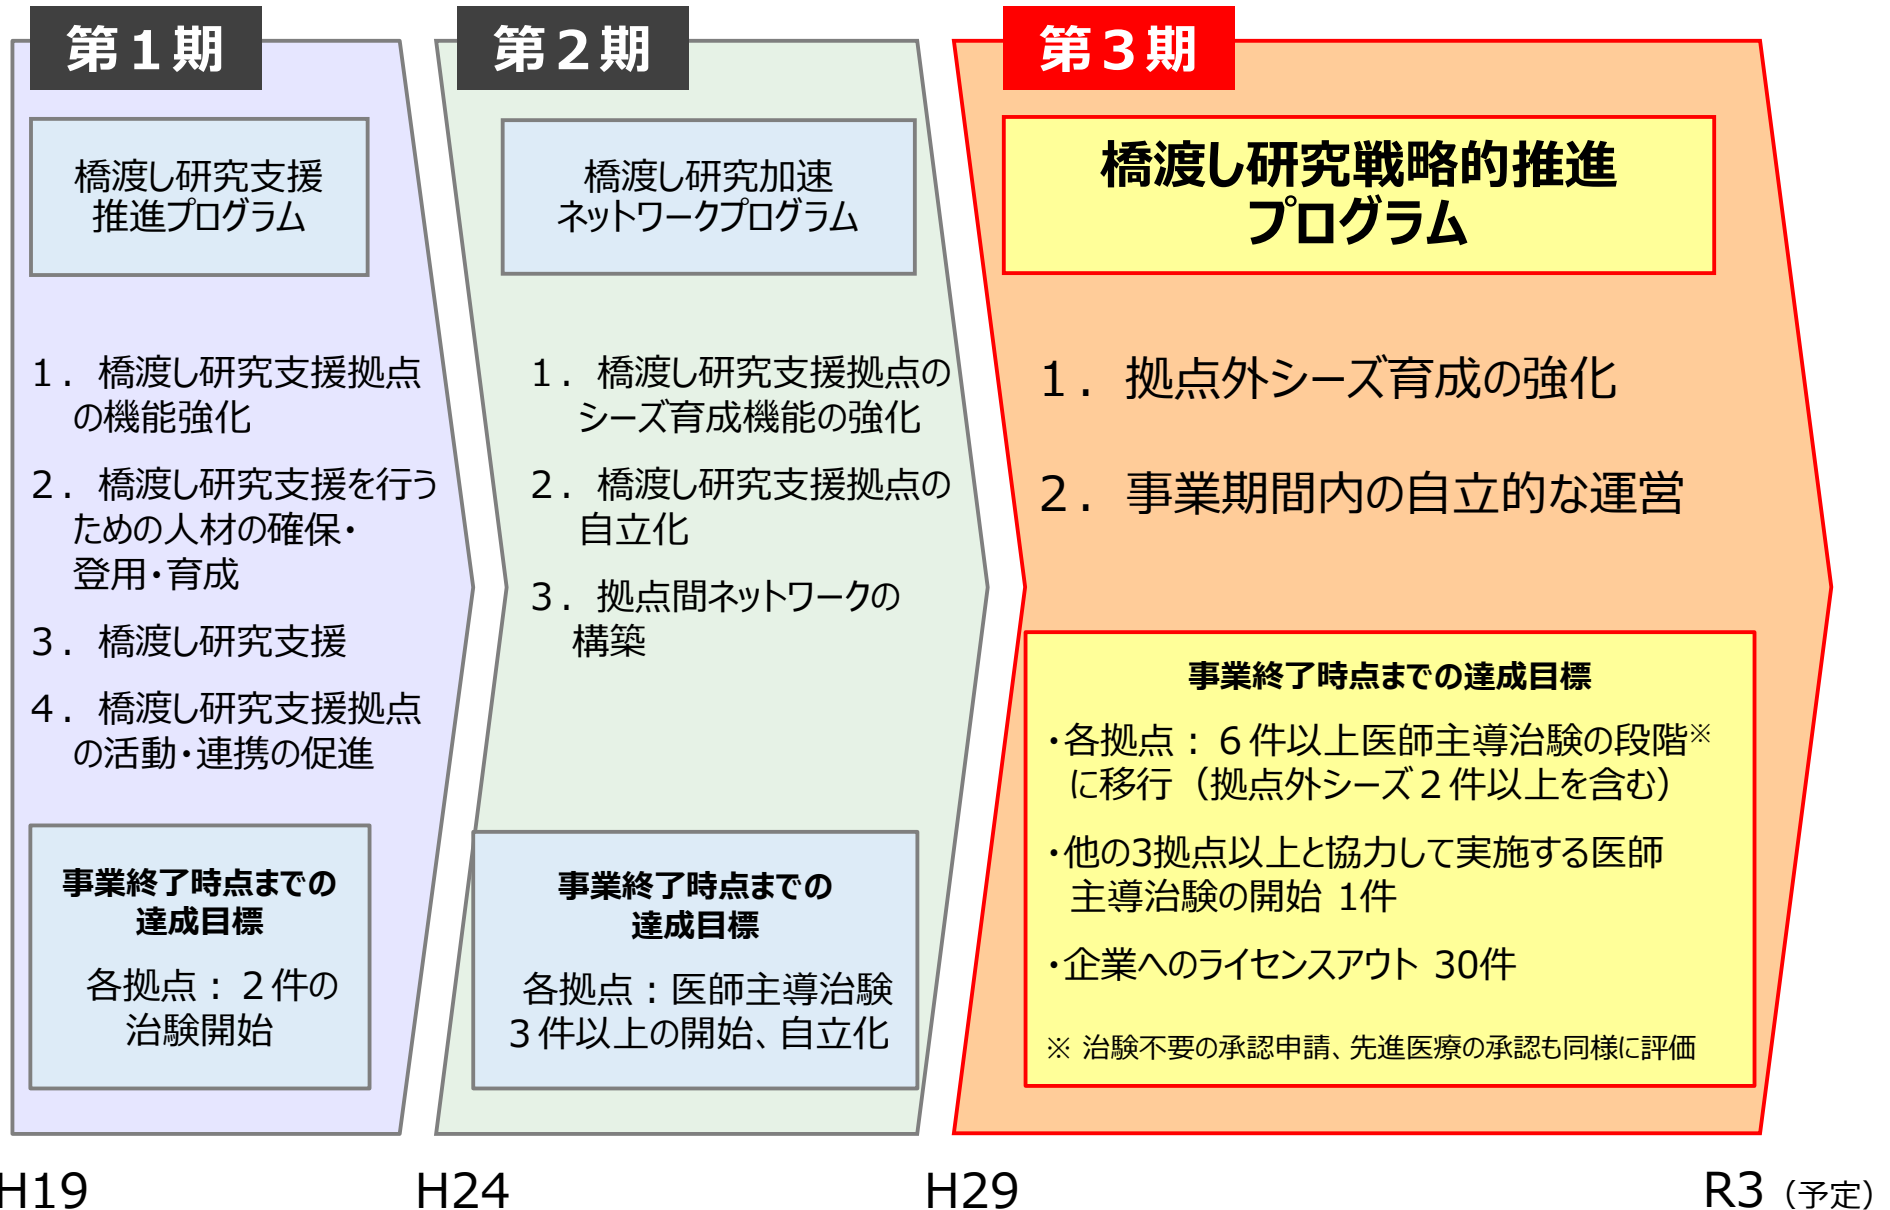 第１期
橋渡し研究支援
推進プログラム
１．橋渡し研究支援拠点
の機能強化
２．橋渡し研究支援を行う
ための人材の確保・
登用・育成
３．橋渡し研究支援
４．橋渡し研究支援拠点
の活動・連携の促進
事業終了時点までの
達成目標
各拠点：２件の
治験開始
第２期
橋渡し研究加速
ネットワークプログラム
１．橋渡し研究支援拠点の
シーズ育成機能の強化
２．橋渡し研究支援拠点の
自立化
３．拠点間ネットワークの
構築
事業終了時点までの
達成目標
各拠点：医師主導治験
３件以上の開始、自立化
第３期
橋渡し研究戦略的推進
プログラム
１．拠点外シーズ育成の強化
２．事業期間内の自立的な運営
事業終了時点までの達成目標
・各拠点：６件以上医師主導治験の段階※
に移行（拠点外シーズ２件以上を含む）
・他の3拠点以上と協力して実施する医師
主導治験の開始 1件
・企業へのライセンスアウト 30件
※ 治験不要の承認申請、先進医療の承認も同様に評価
H19
H24
H29
R3（予定）